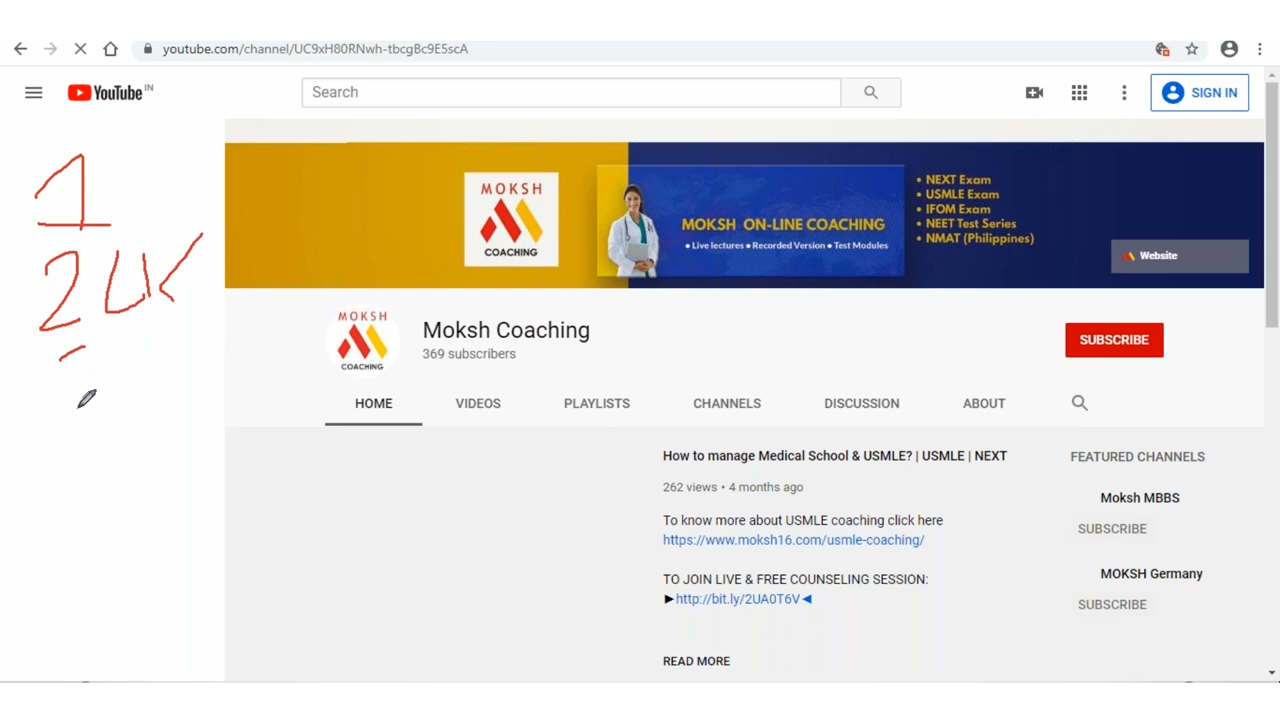 youtube.com/channel/UC9xH80RNwh-tbcgBc9E5scA
YouTube IN
Search
SIGN IN
1
2 UK
MOKSH
COACHING
MOKSH ON-LINE COACHING
• Live lectures • Recorded Version • Test Modules
• NEXT Exam
• USMLE Exam
• IFOM Exam
• NEET Test Series
• NMAT (Philippines)
Website
MOKSH
COACHING
Moksh Coaching
369 subscribers
SUBSCRIBE
HOME VIDEOS PLAYLISTS CHANNELS DISCUSSION ABOUT
How to manage Medical School & USMLE? | USMLE | NEXT
262 views • 4 months ago
To know more about USMLE coaching click here
https://www.moksh16.com/usmle-coaching/
TO JOIN LIVE & FREE COUNSELING SESSION:
►http://bit.ly/2UA0T6V◄
READ MORE
FEATURED CHANNELS
Moksh MBBS
SUBSCRIBE
MOKSH Germany
SUBSCRIBE